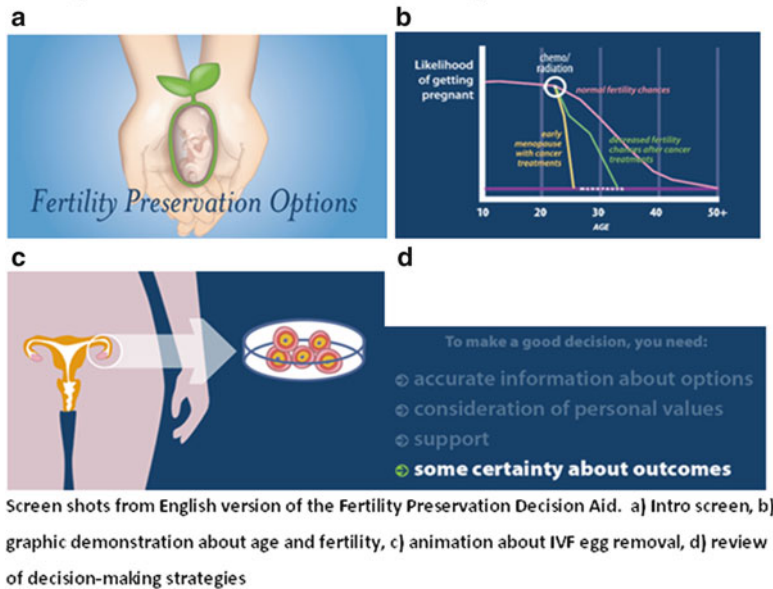 a
Fertility Preservation Options
b
Likelihood
of getting
pregnant
chemo/
radiation
normal fertility chances
early
menopause
with cancer
treatments
decreased fertility
chances after cancer
treatments
MENOPAUSE
10 20 30 40 50+
AGE
c
d
To make a good decision, you need:
accurate information about options
consideration of personal values
support
some certainty about outcomes
Screen shots from English version of the Fertility Preservation Decision Aid. a) Intro screen, b)
graphic demonstration about age and fertility, c) animation about IVF egg removal, d) review
of decision-making strategies